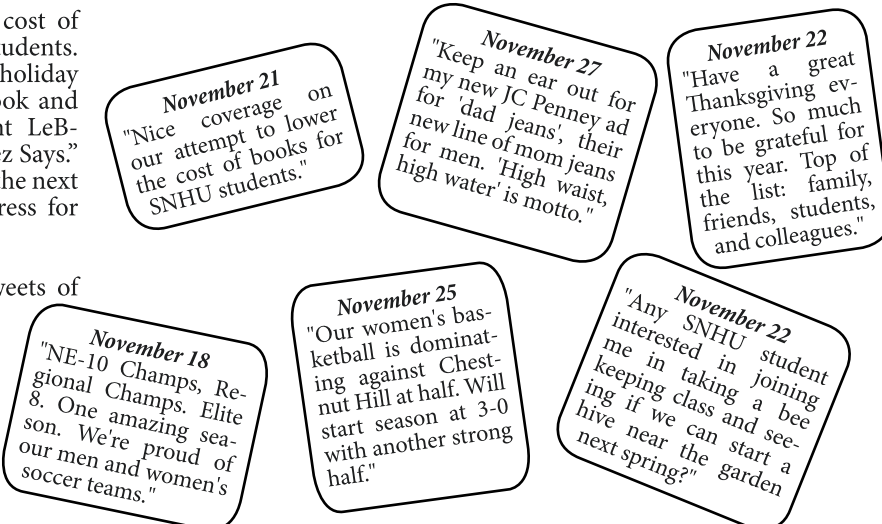 cost of
tudents.
holiday
ook and
nt LeB-
ez Says.”
the next
ress for
weets of
November 21
"Nice coverage on
our attempt to lower
the cost of books for
SNHU students."
November 27
"Keep an ear out for
my new JC Penney ad
for 'dad jeans', their
new line of mom jeans
for men. 'High waist,
high water' is motto."
November 22
"Have a great
Thanksgiving ev-
eryone. So much
to be grateful for
this year. Top of
the list: family,
friends, students,
and colleagues."
November 18
"NE-10 Champs, Re-
gional Champs. Elite
8. One amazing sea-
son. We're proud of
our men and women's
soccer teams."
November 25
"Our women's bas-
ketball is dominat-
ing against Chest-
nut Hill at half. Will
start season at 3-0
with another strong
half."
November 22
"Any SNHU student
interested in joining
me in taking a bee
keeping class and see-
ing if we can start a
hive near the garden
next spring?"